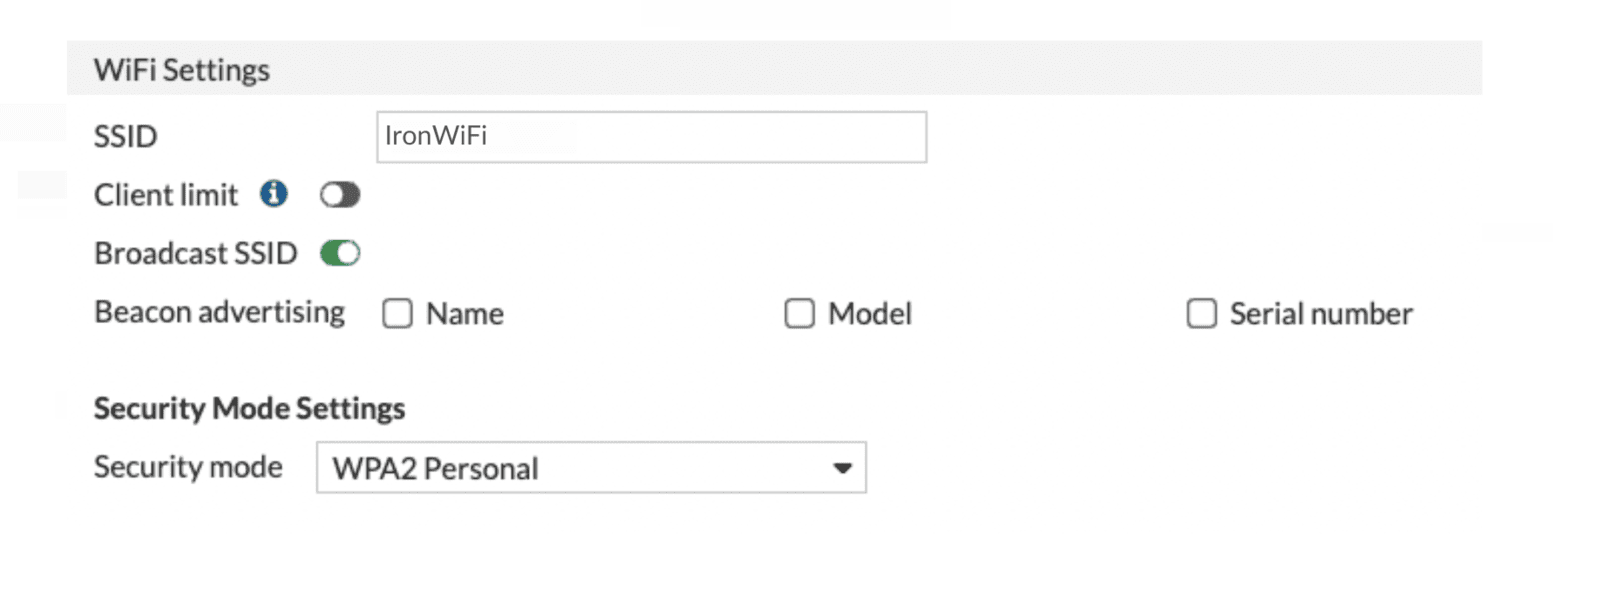 WiFi Settings
SSID IronWiFi
Client limit
Broadcast SSID
Beacon advertising Name Model Serial number
Security Mode Settings
Security mode WPA2 Personal